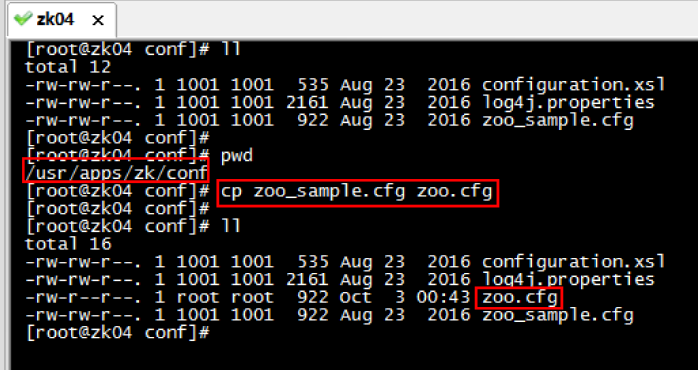 zk04 ×
[root@zk04 conf]# ll
total 12
-rw-rw-r--. 1 1001 1001  535 Aug 23  2016 configuration.xsl
-rw-rw-r--. 1 1001 1001 2161 Aug 23  2016 log4j.properties
-rw-rw-r--. 1 1001 1001  922 Aug 23  2016 zoo_sample.cfg
[root@zk04 conf]#
[root@zk04 conf]# pwd
/usr/apps/zk/conf
[root@zk04 conf]# cp zoo_sample.cfg zoo.cfg
[root@zk04 conf]#
[root@zk04 conf]# ll
total 16
-rw-rw-r--. 1 1001 1001  535 Aug 23  2016 configuration.xsl
-rw-rw-r--. 1 1001 1001 2161 Aug 23  2016 log4j.properties
-rw-r--r--. 1 root root  922 Oct  3 00:43 zoo.cfg
-rw-rw-r--. 1 1001 1001  922 Aug 23  2016 zoo_sample.cfg
[root@zk04 conf]#